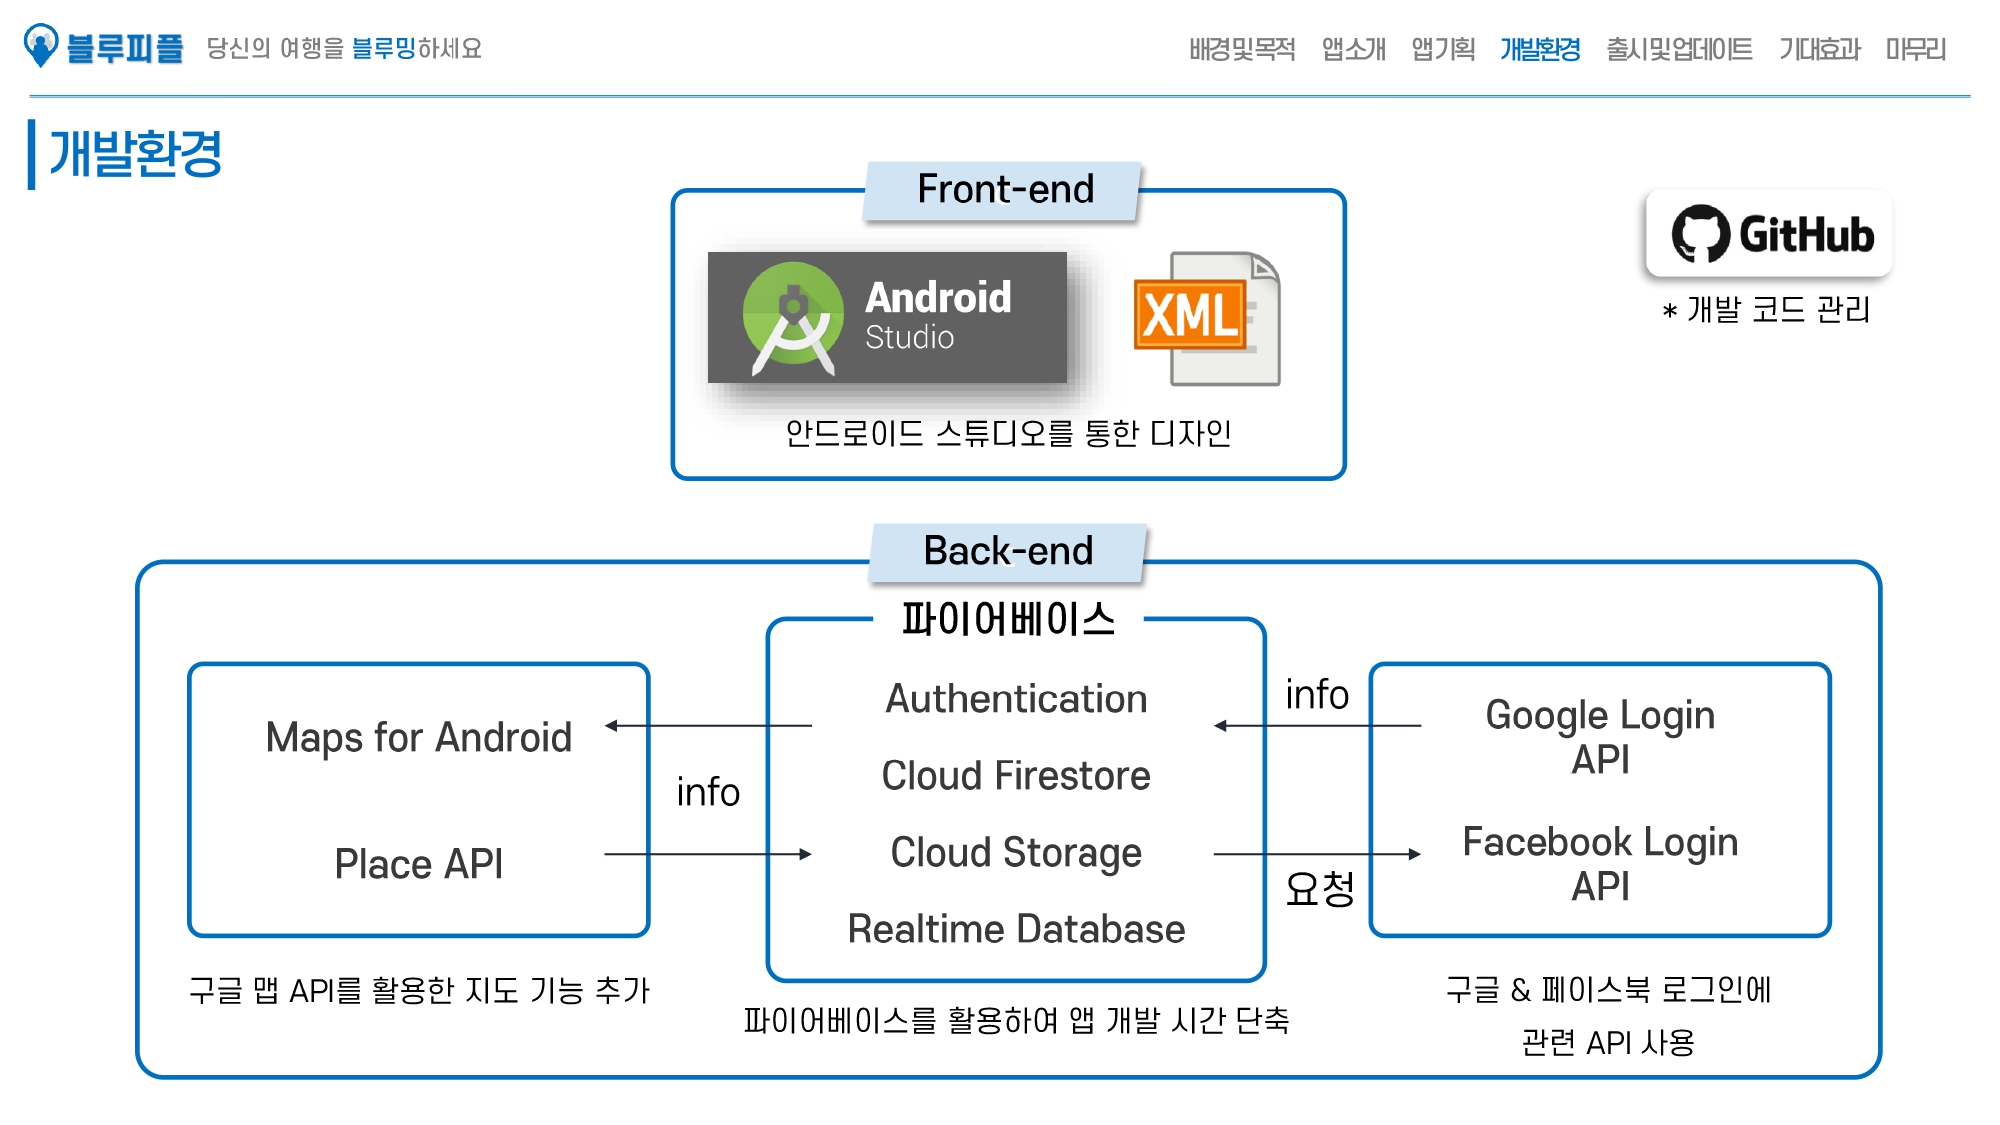 블루피플 당신의 여행을 블루밍하세요
배경및목적 앱소개 앱기획 개발환경 출시및업데이트 기대효과 마무리
개발환경
Front-end
Android
Studio
XML
안드로이드 스튜디오를 통한 디자인
GitHub
* 개발 코드 관리
Back-end
Maps for Android
Place API
구글 맵 API를 활용한 지도 기능 추가
info
파이어베이스
Authentication
Cloud Firestore
Cloud Storage
Realtime Database
파이어베이스를 활용하여 앱 개발 시간 단축
info
요청
Google Login
API
Facebook Login
API
구글 & 페이스북 로그인에
관련 API 사용